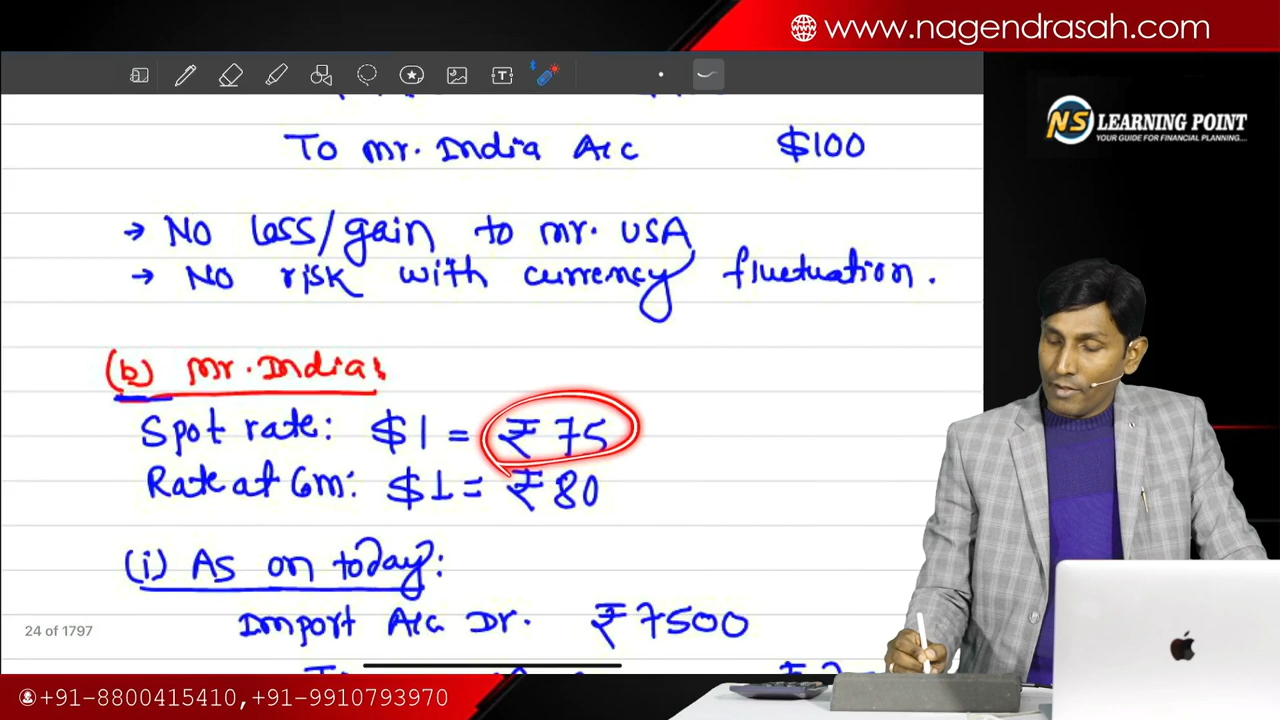 www.nagendrasah.com
NS LEARNING POINT
YOUR GUIDE FOR FINANCIAL PLANNING....
To Mr. India A/c $100
→ No loss/gain to Mr. USA
→ No risk with currency fluctuation.
(b) Mr. India:
Spot rate: $1 = ₹75
Rate at 6m: $1 = ₹80
(i) As on today:
Import A/c Dr. ₹7500
24 of 1797
+91-8800415410,+91-9910793970